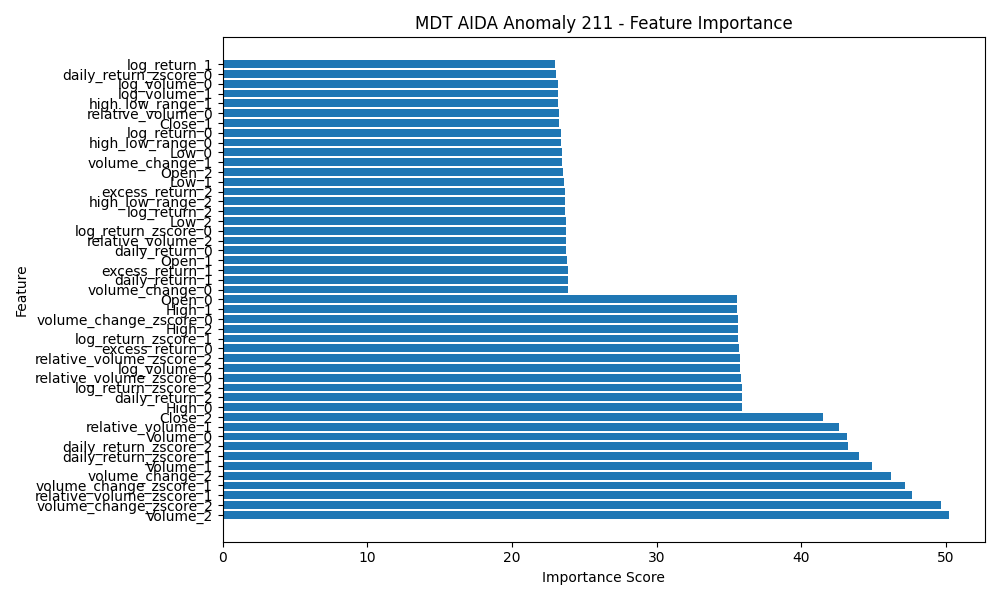 MDT AIDA Anomaly 211 - Feature Importance
log_return_1
daily_return_zscore_0
log_volume_0
log_volume_1
high_low_range_1
relative_volume_0
Close_1
log_return_0
high_low_range_0
Low_0
volume_change_1
Open_2
Low_1
excess_return_2
high_low_range_2
log_return_2
Low_2
log_return_zscore_0
relative_volume_2
daily_return_0
Open_1
excess_return_1
daily_return_1
volume_change_0
Open_0
High_1
volume_change_zscore_0
High_2
log_return_zscore_1
excess_return_0
relative_volume_zscore_2
log_volume_2
relative_volume_zscore_0
log_return_zscore_2
daily_return_2
High_0
Close_2
relative_volume_1
Volume_0
daily_return_zscore_2
daily_return_zscore_1
Volume_1
volume_change_2
volume_change_zscore_1
relative_volume_zscore_1
volume_change_zscore_2
Volume_2
Feature
0 10 20 30 40 50
Importance Score